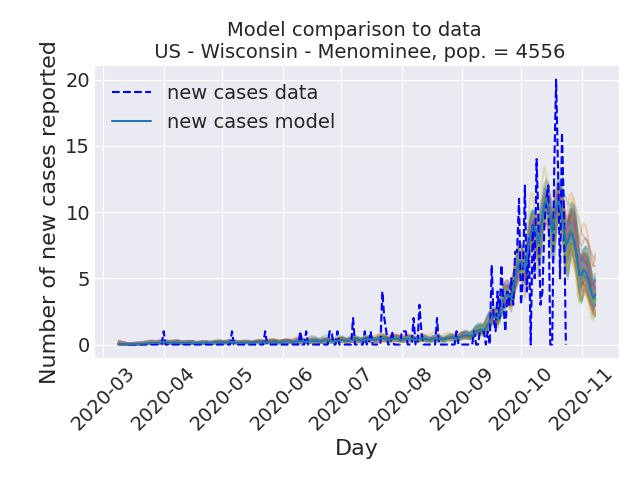 Model comparison to data
US - Wisconsin - Menominee, pop. = 4556
new cases data
new cases model
Number of new cases reported
20
15
10
5
0
2020-03
2020-04
2020-05
2020-06
2020-07
2020-08
2020-09
2020-10
2020-11
Day